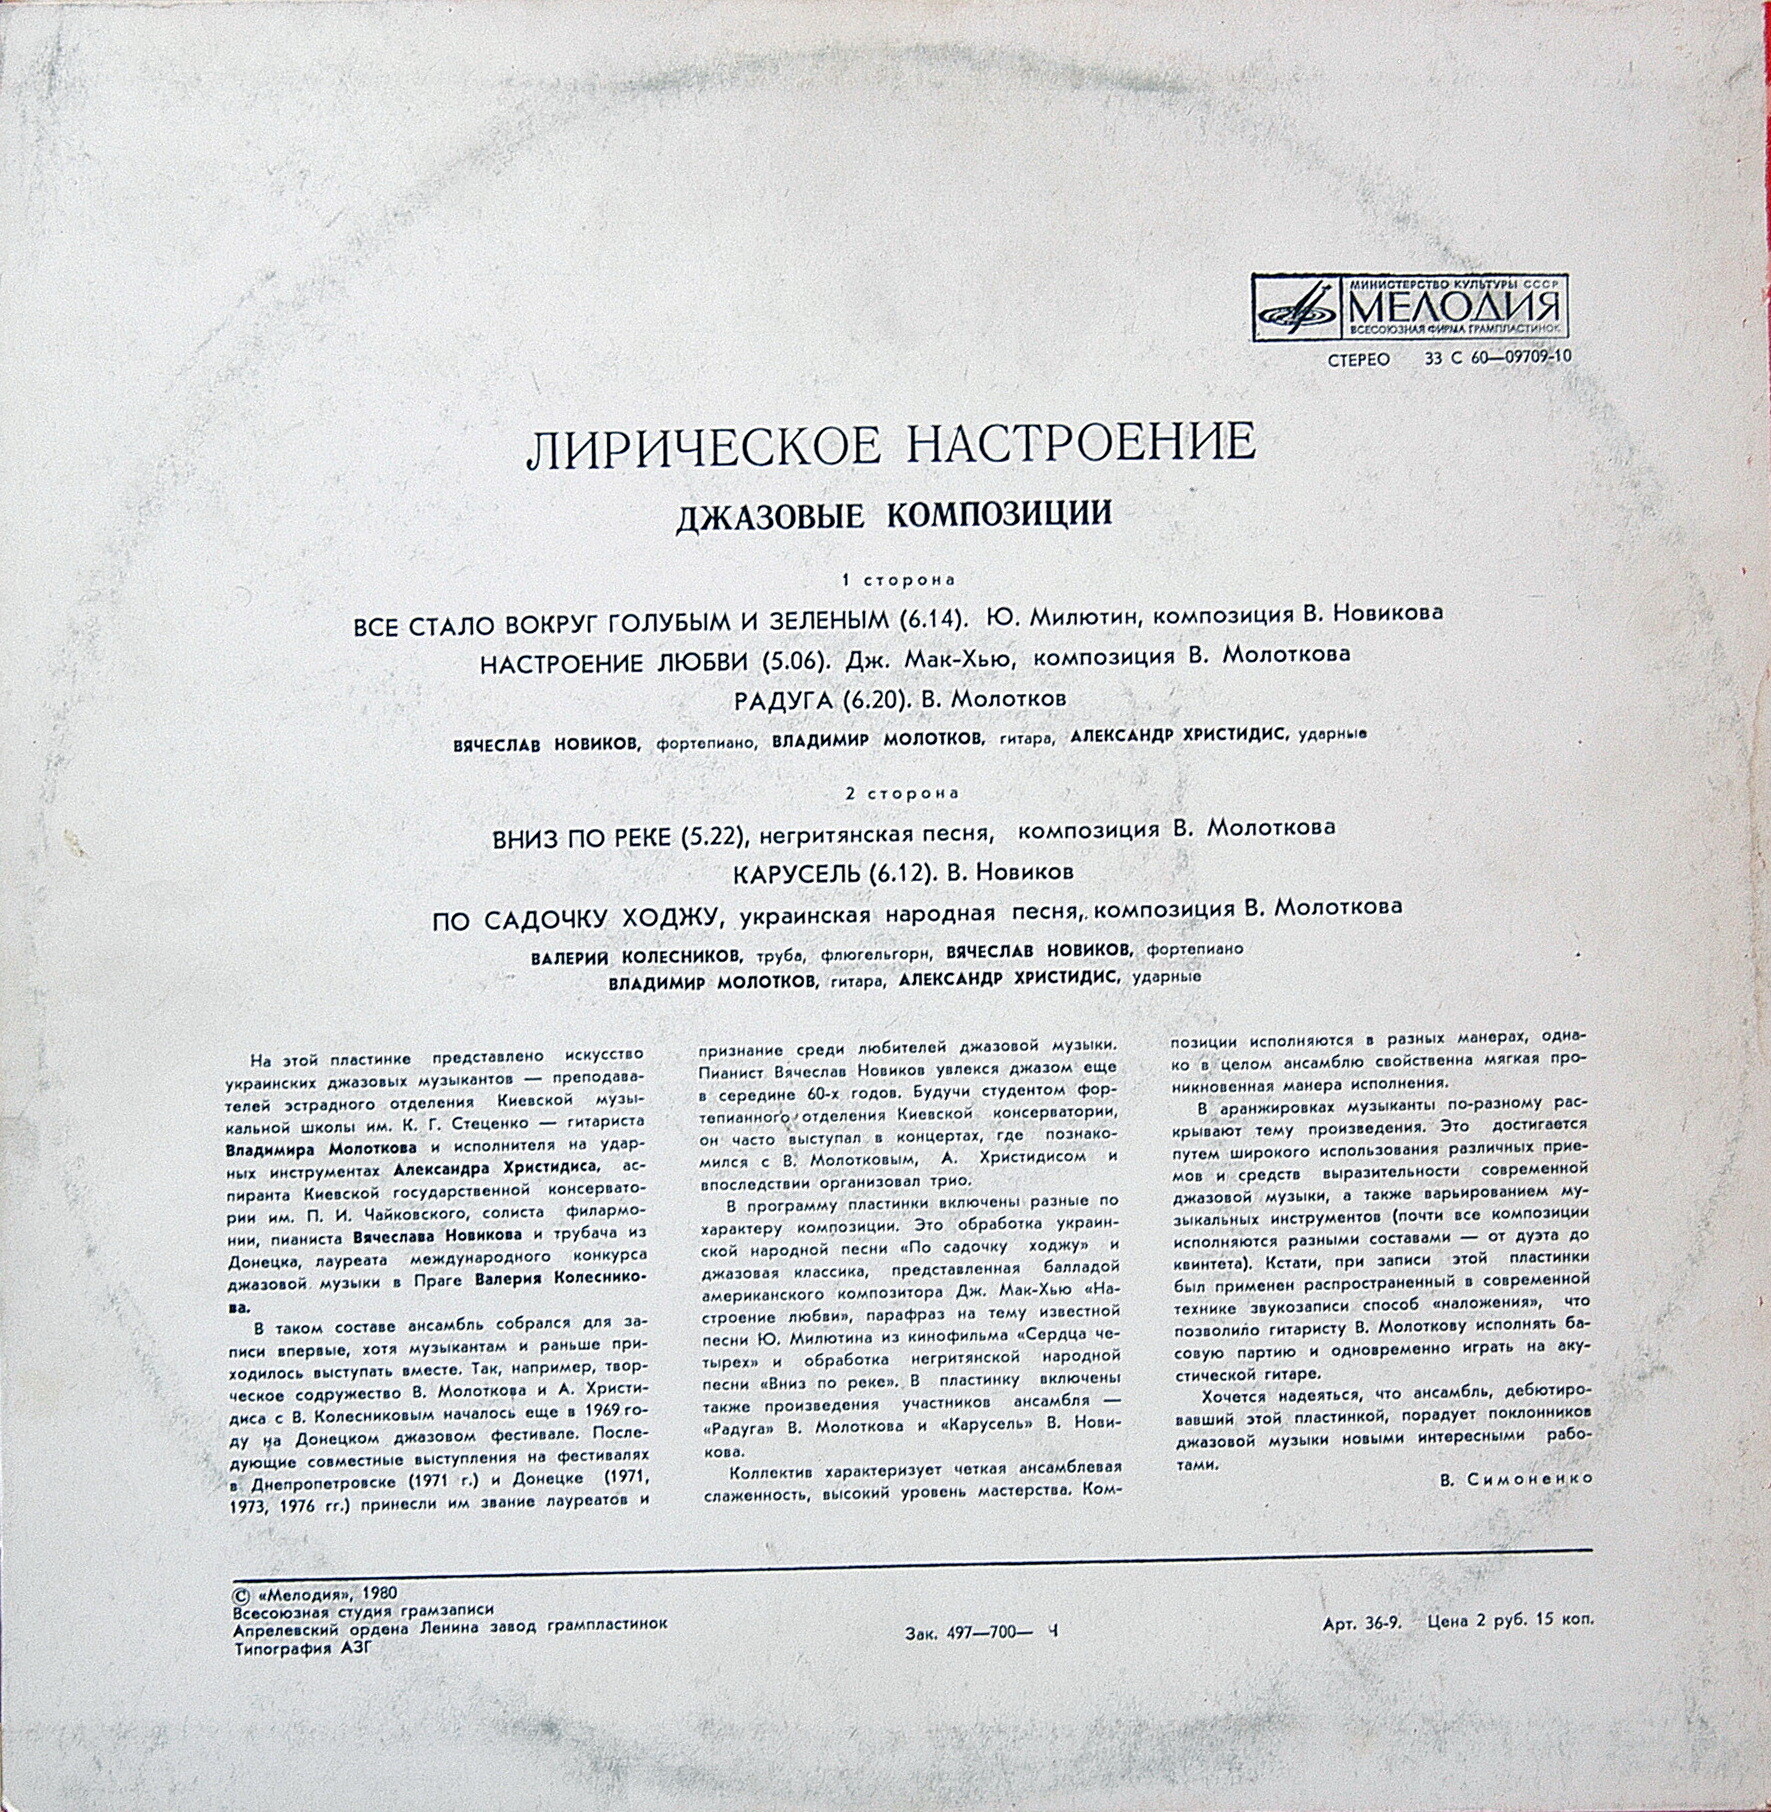 МИНИСТЕРСТВО КУЛЬТУРЫ СССР
МЕЛОДИЯ
ВСЕСОЮЗНАЯ ФИРМА ГРАМПЛАСТИНОК
СТЕРЕО 33 С 60—09709-10
ЛИРИЧЕСКОЕ НАСТРОЕНИЕ
ДЖАЗОВЫЕ КОМПОЗИЦИИ
1 сторона
ВСЕ СТАЛО ВОКРУГ ГОЛУБЫМ И ЗЕЛЕНЫМ (6.14). Ю. Милютин, композиция В. Новикова
НАСТРОЕНИЕ ЛЮБВИ (5.06). Дж. Мак-Хью, композиция В. Молоткова
РАДУГА (6.20). В. Молотков
ВЯЧЕСЛАВ НОВИКОВ, фортепиано, ВЛАДИМИР МОЛОТКОВ, гитара, АЛЕКСАНДР ХРИСТИДИС, ударные
2 сторона
ВНИЗ ПО РЕКЕ (5.22), негритянская песня, композиция В. Молоткова
КАРУСЕЛЬ (6.12). В. Новиков
ПО САДОЧКУ ХОДЖУ, украинская народная песня, композиция В. Молоткова
ВАЛЕРИЙ КОЛЕСНИКОВ, труба, флюгельгорн, ВЯЧЕСЛАВ НОВИКОВ, фортепиано
ВЛАДИМИР МОЛОТКОВ, гитара, АЛЕКСАНДР ХРИСТИДИС, ударные
На этой пластинке представлено искусство
украинских джазовых музыкантов — преподава-
телей эстрадного отделения Киевской музы-
кальной школы им. К. Г. Стеценко — гитариста
Владимира Молоткова и исполнителя на удар-
ных инструментах Александра Христидиса, ас-
пиранта Киевской государственной консервато-
рии им. П. И. Чайковского, солиста филармо-
нии, пианиста Вячеслава Новикова и трубача из
Донецка, лауреата международного конкурса
джазовой музыки в Праге Валерия Колеснико-
ва.
В таком составе ансамбль собрался для за-
писи впервые, хотя музыкантам и раньше при-
ходилось выступать вместе. Так, например, твор-
ческое содружество В. Молоткова и А. Христи-
диса с В. Колесниковым началось еще в 1969 го-
ду на Донецком джазовом фестивале. После-
дующие совместные выступления на фестивалях
в Днепропетровске (1971 г.) и Донецке (1971,
1973, 1976 гг.) принесли им звание лауреатов и
признание среди любителей джазовой музыки.
Пианист Вячеслав Новиков увлекся джазом еще
в середине 60-х годов. Будучи студентом фор-
тепианного отделения Киевской консерватории,
он часто выступал в концертах, где познако-
мился с В. Молотковым, А. Христидисом и
впоследствии организовал трио.
В программу пластинки включены разные по
характеру композиции. Это обработка украин-
ской народной песни «По садочку ходжу» и
джазовая классика, представленная балладой
американского композитора Дж. Мак-Хью «На-
строение любви», парафраз на тему известной
песни Ю. Милютина из кинофильма «Сердца че-
тырех» и обработка негритянской народной
песни «Вниз по реке». В пластинку включены
также произведения участников ансамбля —
«Радуга» В. Молоткова и «Карусель» В. Нови-
кова.
Коллектив характеризует четкая ансамблевая
слаженность, высокий уровень мастерства. Ком-
позиции исполняются в разных манерах, одна-
ко в целом ансамблю свойственна мягкая про-
никновенная манера исполнения.
В аранжировках музыканты по-разному рас-
крывают тему произведения. Это достигается
путем широкого использования различных прие-
мов и средств выразительности современной
джазовой музыки, а также варьированием му-
зыкальных инструментов (почти все композиции
исполняются разными составами — от дуэта до
квинтета). Кстати, при записи этой пластинки
был применен распространенный в современной
технике звукозаписи способ «наложения», что
позволило гитаристу В. Молоткову исполнять ба-
совую партию и одновременно играть на аку-
стической гитаре.
Хочется надеяться, что ансамбль, дебютиро-
вавший этой пластинкой, порадует поклонников
джазовой музыки новыми интересными рабо-
тами.
В. Симоненко
© «Мелодия», 1980
Всесоюзная студия грамзаписи
Апрелевский ордена Ленина завод грампластинок
Типография АЗГ
Зак. 497—700— Ч
Арт. 36-9. Цена 2 руб. 15 коп.